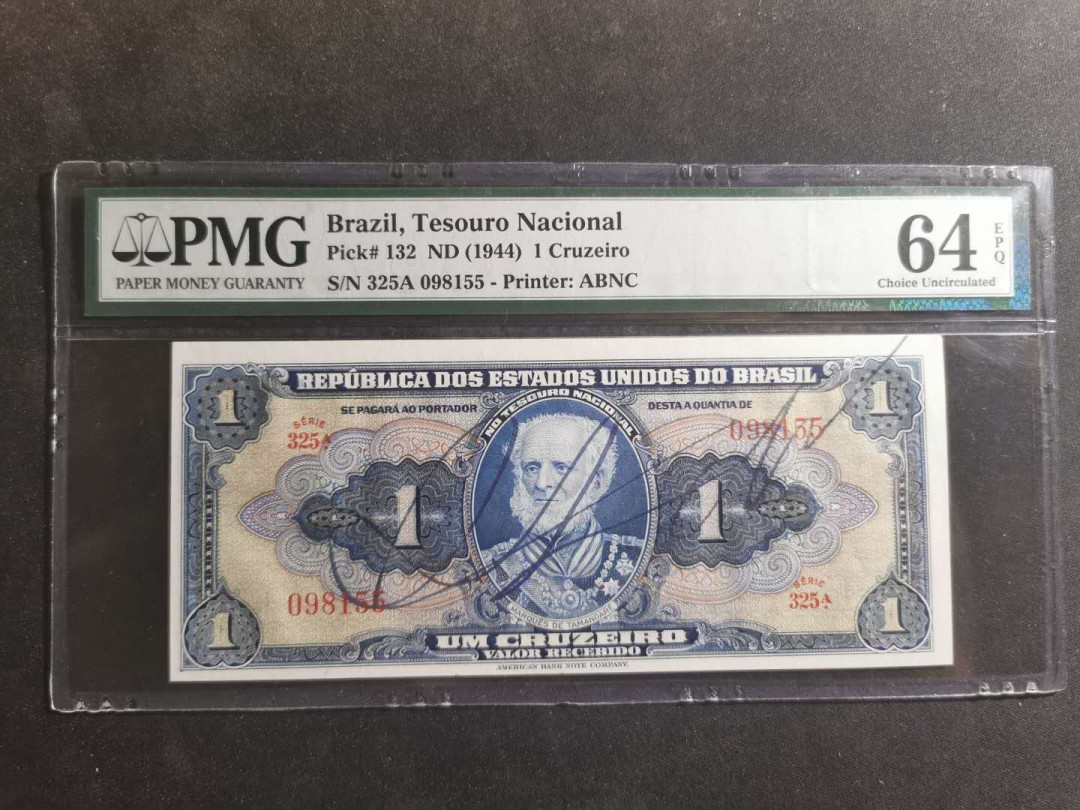 PMG
PAPER MONEY GUARANTY
Brazil, Tesouro Nacional
Pick# 132 ND (1944) 1 Cruzeiro
S/N 325A 098155 - Printer: ABNC
64
EPQ
Choice Uncirculated
1
REPÚBLICA DOS ESTADOS UNIDOS DO BRASIL
1
SE PAGARÁ AO PORTADOR
NO TESOURO NACIONAL
DESTA A QUANTIA DE
SÉRIE
325A
098155
1
1
098155
SÉRIE
325A
MARQUÊS DE TAMANDARÉ
1
UM CRUZEIRO
1
VALOR RECEBIDO
AMERICAN BANK NOTE COMPANY.